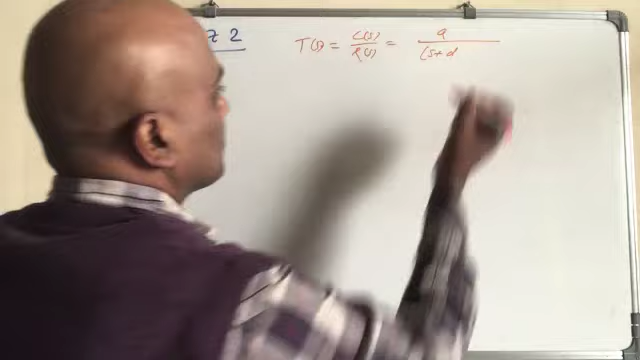 z 2
T(s) = C(s)/R(s) = a/(s+d